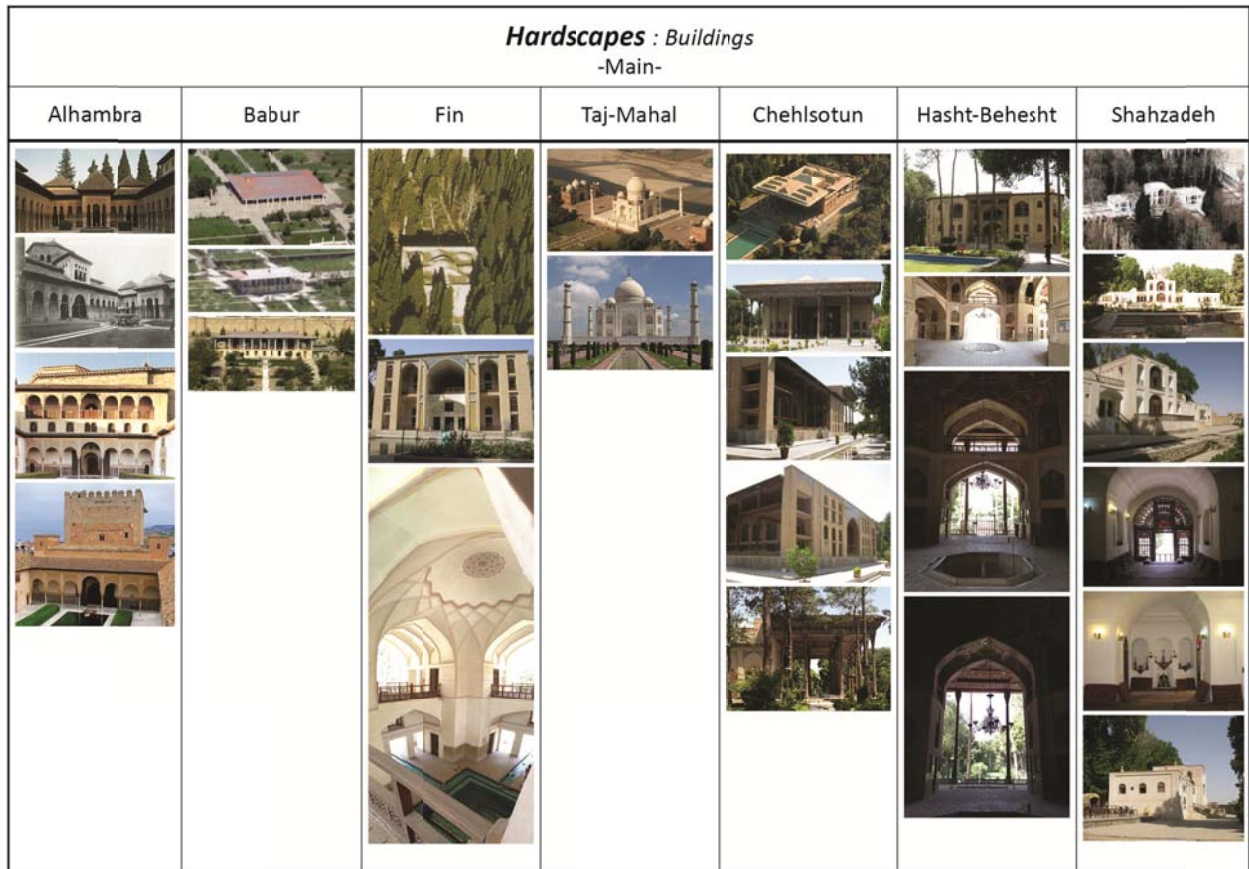 Hardscapes : Buildings
-Main-
Alhambra
Babur
Fin
Taj-Mahal
Chehlsotun
Hasht-Behesht
Shahzadeh